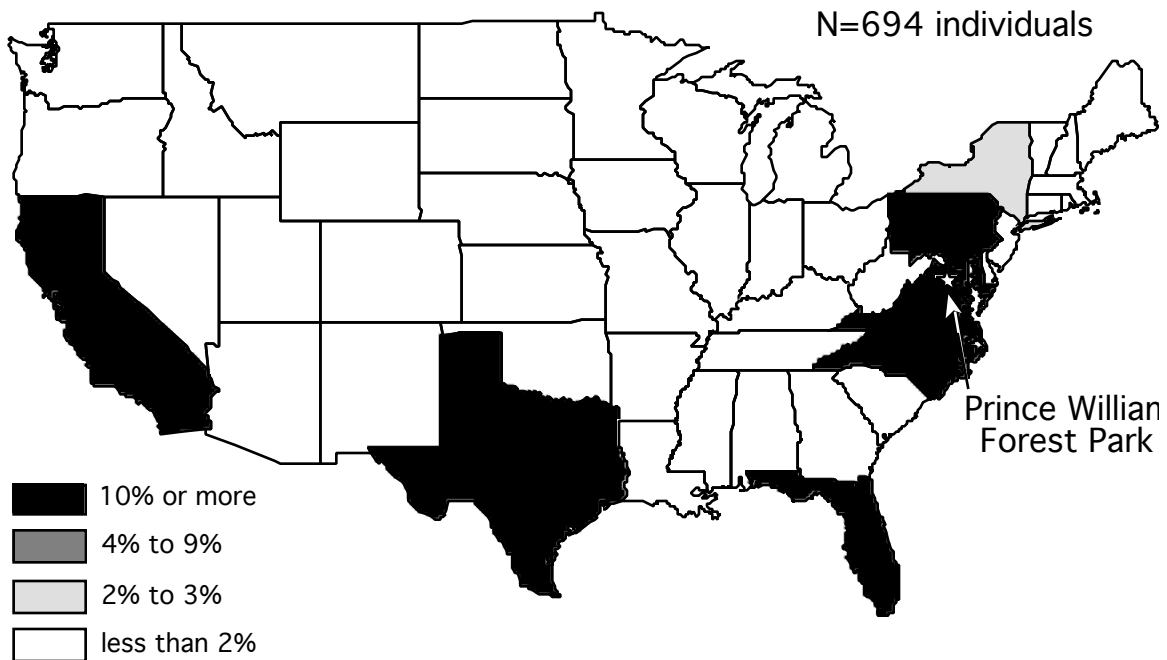 N=694 individuals
Prince William
Forest Park
10% or more
4% to 9%
2% to 3%
less than 2%